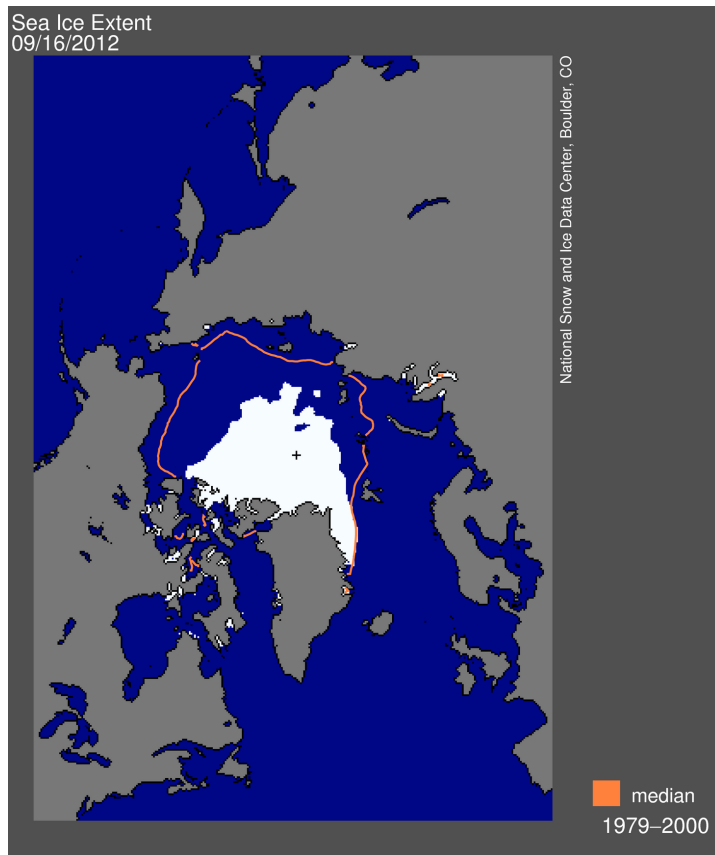 Sea Ice Extent
09/16/2012
National Snow and Ice Data Center, Boulder, CO
median
1979–2000